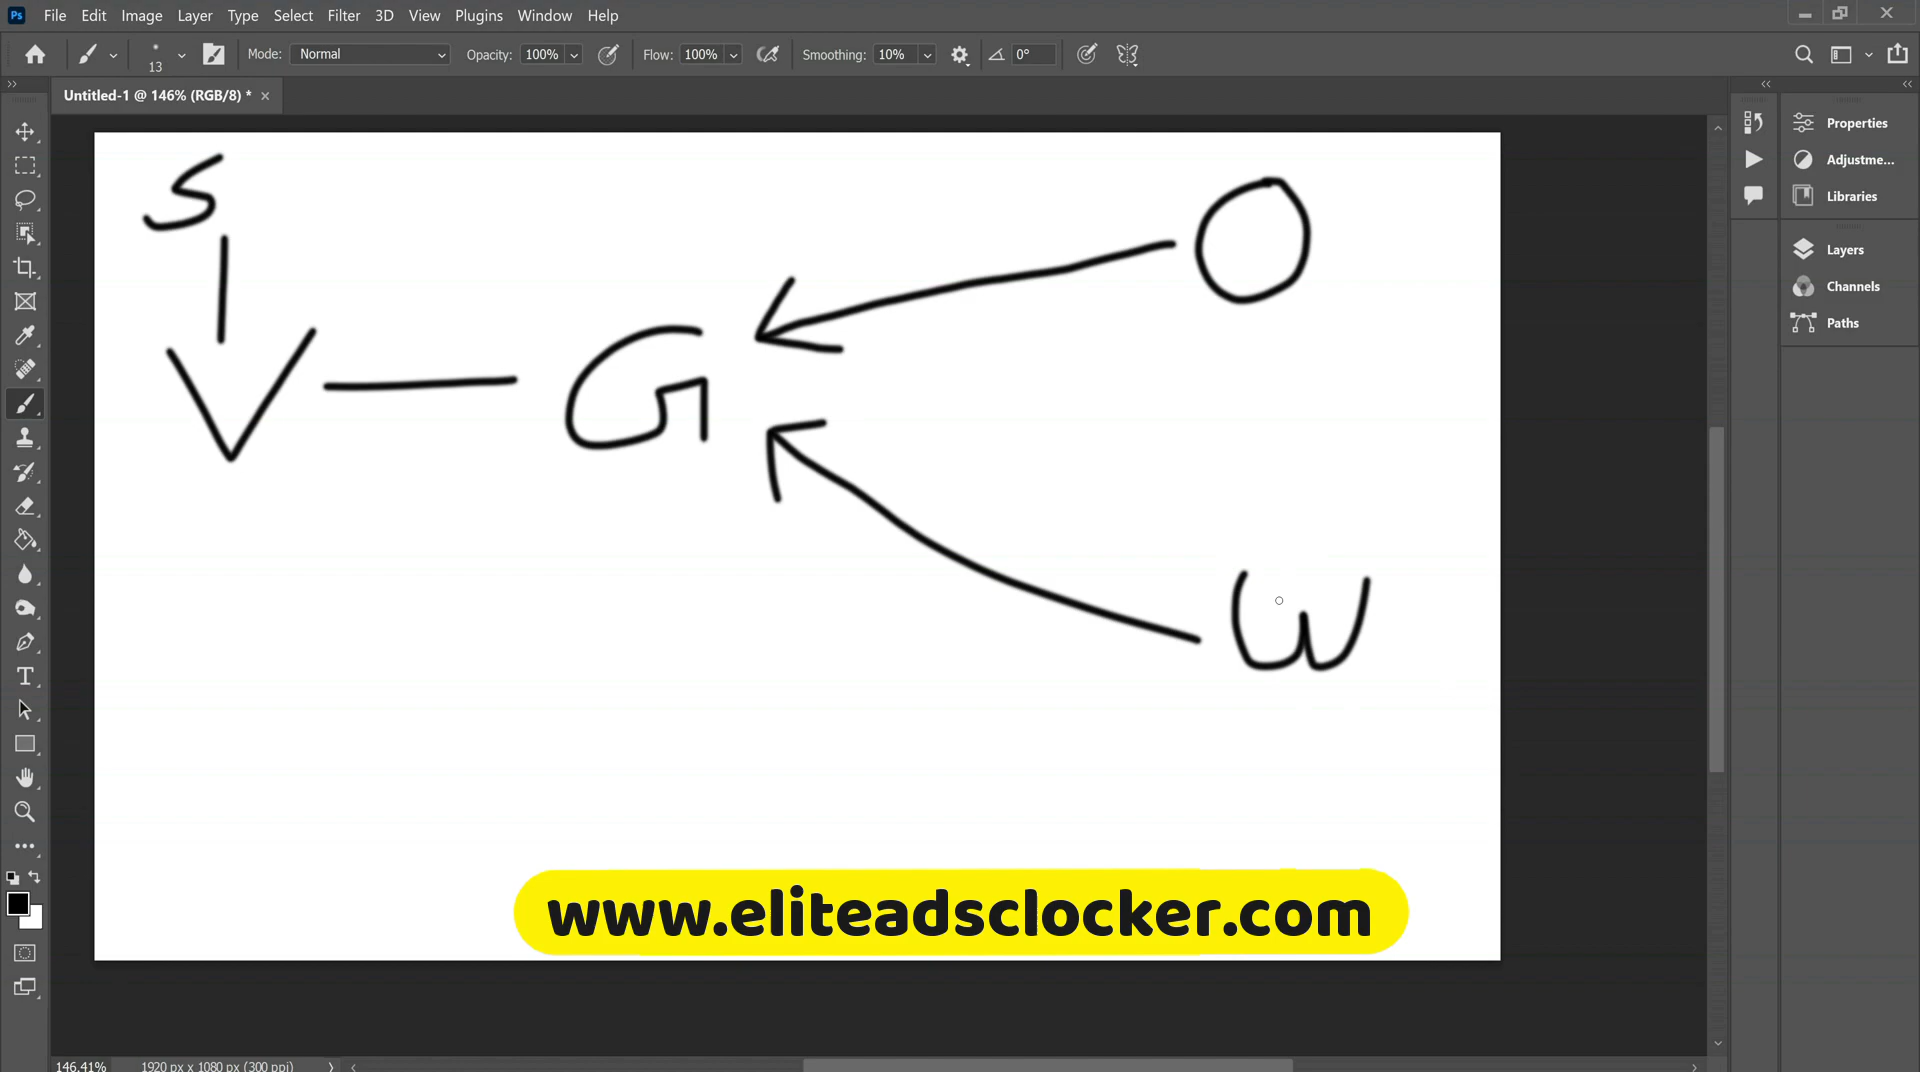 Ps File Edit Image Layer Type Select Filter 3D View Plugins Window Help
13 Mode: Normal Opacity: 100% Flow: 100% Smoothing: 10% 0°
Untitled-1 @ 146% (RGB/8) * ×
Properties
Adjustme...
Libraries
Layers
Channels
Paths
S
O
V G
W
www.eliteadsclocker.com
146.41% 1920 px x 1080 px (300 ppi)